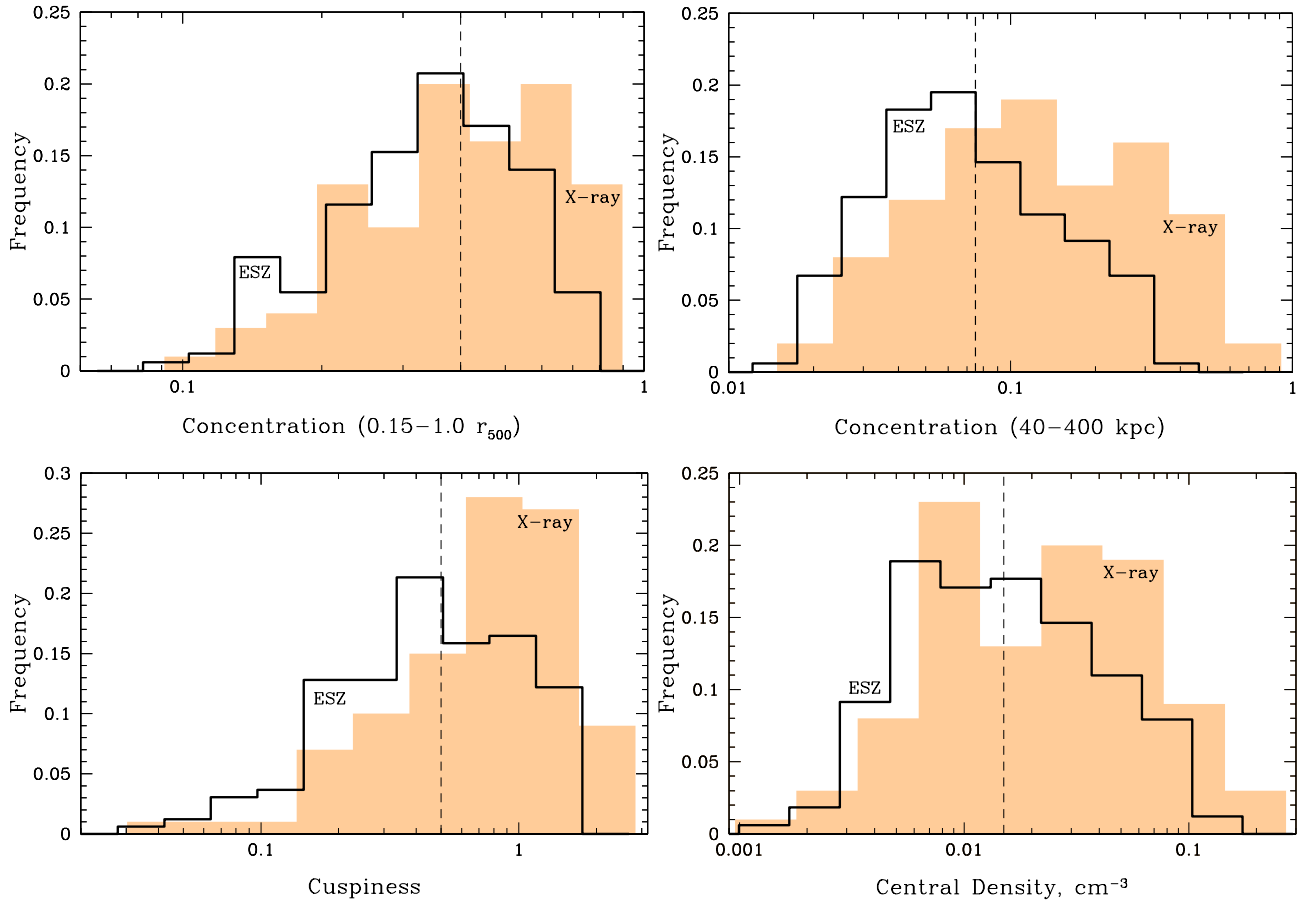 0.25
0.2
0.15
0.1
0.05
0
Frequency
ESZ
X-ray
0.1
1
Concentration (0.15-1.0 r500)
0.25
0.2
0.15
0.1
0.05
0
Frequency
ESZ
X-ray
0.01
0.1
1
Concentration (40-400 kpc)
0.3
0.25
0.2
0.15
0.1
0.05
0
Frequency
ESZ
X-ray
0.1
1
Cuspiness
0.25
0.2
0.15
0.1
0.05
0
Frequency
ESZ
X-ray
0.001
0.01
0.1
Central Density, cm⁻³